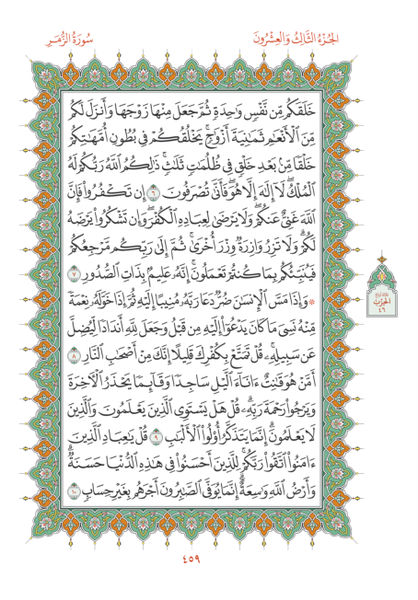 سُورَةُ الزُّمَرِ
الجُزْءُ الثَّالِثُ وَالعِشْرُونَ
خَلَقَكُم مِّن نَّفْسٍ وَٰحِدَةٍ ثُمَّ جَعَلَ مِنْهَا زَوْجَهَا وَأَنزَلَ لَكُم
مِّنَ ٱلْأَنْعَٰمِ ثَمَٰنِيَةَ أَزْوَٰجٍ ۚ يَخْلُقُكُمْ فِى بُطُونِ أُمَّهَٰتِكُمْ
خَلْقًا مِّنۢ بَعْدِ خَلْقٍ فِى ظُلُمَٰتٍ ثَلَٰثٍ ۚ ذَٰلِكُمُ ٱللَّهُ رَبُّكُمْ لَهُ
ٱلْمُلْكُ ۖ لَآ إِلَٰهَ إِلَّا هُوَ ۖ فَأَنَّىٰ تُصْرَفُونَ ٦ إِن تَكْفُرُوا۟ فَإِنَّ
ٱللَّهَ غَنِىٌّ عَنكُمْ ۖ وَلَا يَرْضَىٰ لِعِبَادِهِ ٱلْكُفْرَ ۖ وَإِن تَشْكُرُوا۟ يَرْضَهُ
لَكُمْ ۗ وَلَا تَزِرُ وَازِرَةٌ وِزْرَ أُخْرَىٰ ۗ ثُمَّ إِلَىٰ رَبِّكُم مَّرْجِعُكُمْ
فَيُنَبِّئُكُم بِمَا كُنتُمْ تَعْمَلُونَ ۚ إِنَّهُۥ عَلِيمٌۢ بِذَاتِ ٱلصُّدُورِ ٧
۞ وَإِذَا مَسَّ ٱلْإِنسَٰنَ ضُرٌّ دَعَا رَبَّهُۥ مُنِيبًا إِلَيْهِ ثُمَّ إِذَا خَوَّلَهُۥ نِعْمَةً
مِّنْهُ نَسِىَ مَا كَانَ يَدْعُوٓا۟ إِلَيْهِ مِن قَبْلُ وَجَعَلَ لِلَّهِ أَندَادًا لِّيُضِلَّ
عَن سَبِيلِهِۦ ۚ قُلْ تَمَتَّعْ بِكُفْرِكَ قَلِيلًا ۖ إِنَّكَ مِنْ أَصْحَٰبِ ٱلنَّارِ ٨
أَمَّنْ هُوَ قَٰنِتٌ ءَانَآءَ ٱلَّيْلِ سَاجِدًا وَقَآئِمًا يَحْذَرُ ٱلْءَاخِرَةَ
وَيَرْجُوا۟ رَحْمَةَ رَبِّهِۦ ۗ قُلْ هَلْ يَسْتَوِى ٱلَّذِينَ يَعْلَمُونَ وَٱلَّذِينَ
لَا يَعْلَمُونَ ۗ إِنَّمَا يَتَذَكَّرُ أُو۟لُوا۟ ٱلْأَلْبَٰبِ ٩ قُلْ يَٰعِبَادِ ٱلَّذِينَ
ءَامَنُوا۟ ٱتَّقُوا۟ رَبَّكُمْ ۚ لِلَّذِينَ أَحْسَنُوا۟ فِى هَٰذِهِ ٱلدُّنْيَا حَسَنَةٌ ۗ
وَأَرْضُ ٱللَّهِ وَٰسِعَةٌ ۗ إِنَّمَا يُوَفَّى ٱلصَّٰبِرُونَ أَجْرَهُم بِغَيْرِ حِسَابٍ ١٠
الحِزْب
٤٦
٤٥٩